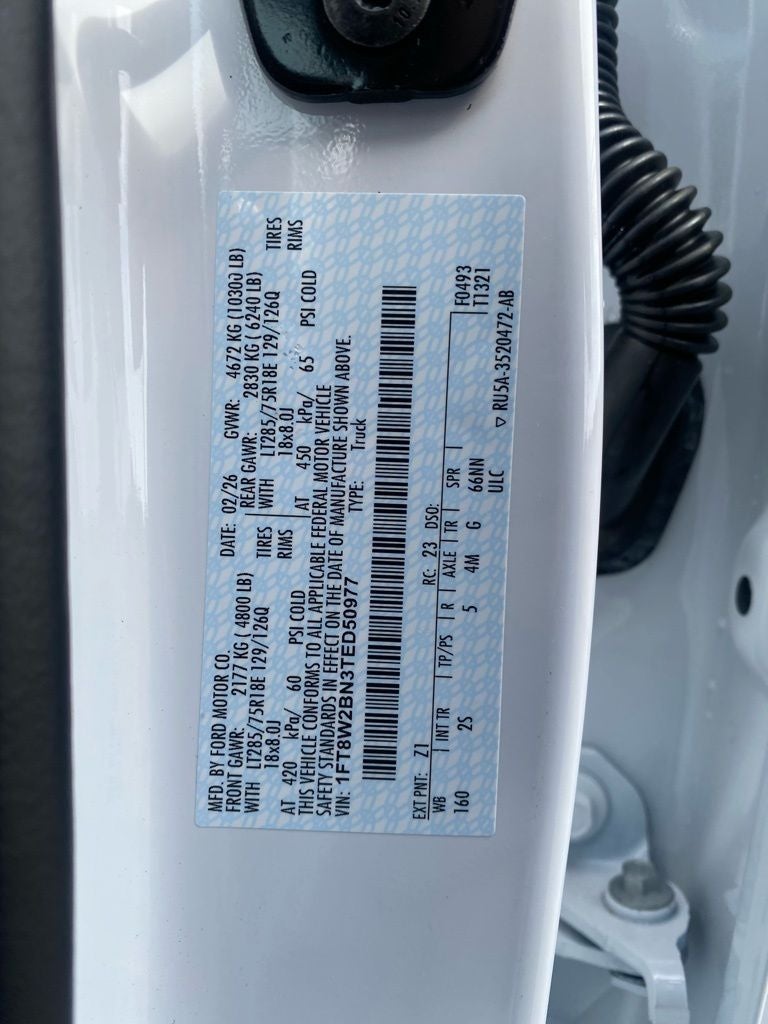 MFD. BY FORD MOTOR CO.
DATE: 02/26 GVWR: 4672 KG (10300 LB)
FRONT GAWR: 2177 KG ( 4800 LB) REAR GAWR: 2830 KG ( 6240 LB)
WITH LT285/75R18E 129/126Q TIRES WITH LT285/75R18E 129/126Q TIRES
18x8.0J RIMS 18x8.0J RIMS
AT 420 kPa/ 60 PSI COLD AT 450 kPa/ 65 PSI COLD
THIS VEHICLE CONFORMS TO ALL APPLICABLE FEDERAL MOTOR VEHICLE
SAFETY STANDARDS IN EFFECT ON THE DATE OF MANUFACTURE SHOWN ABOVE.
VIN: 1FT8W2BN3TED50977 TYPE: Truck
EXT PNT: Z1 RC: 23 DSO: F0493
WB INT TR TP/PS R AXLE TR SPR T1321
160 2S 5 4M G 66NN
ULC ▽ RU5A-3520472-AB
10